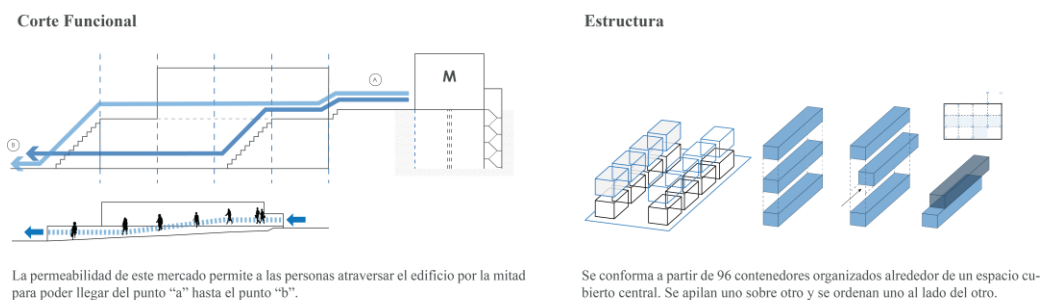 Corte Funcional
A
M
B
La permeabilidad de este mercado permite a las personas atravesar el edificio por la mitad
para poder llegar del punto “a” hasta el punto “b”.
Estructura
Se conforma a partir de 96 contenedores organizados alrededor de un espacio cu-
bierto central. Se apilan uno sobre otro y se ordenan uno al lado del otro.